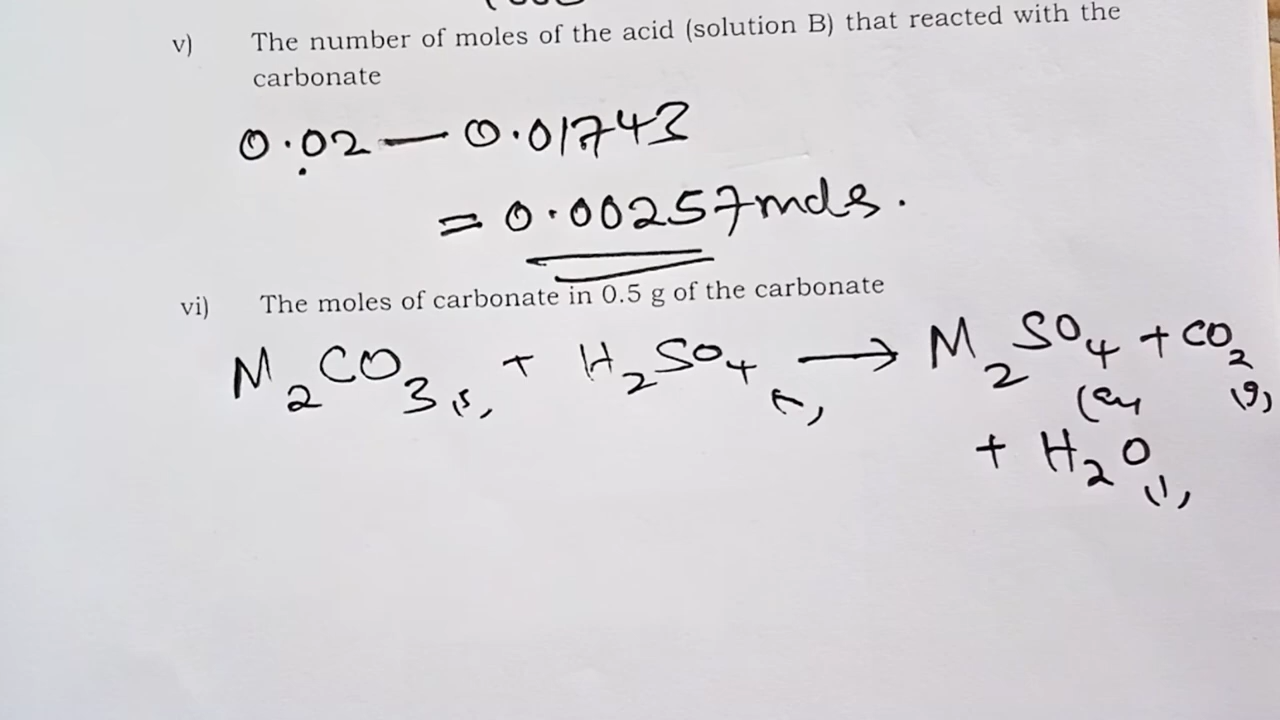 v) The number of moles of the acid (solution B) that reacted with the
carbonate
0.02 — 0.01743
= 0.00257 mols.
vi) The moles of carbonate in 0.5 g of the carbonate
M₂CO₃(s) + H₂SO₄ → M₂SO₄(aq) + CO₂(g)
+ H₂O(l)